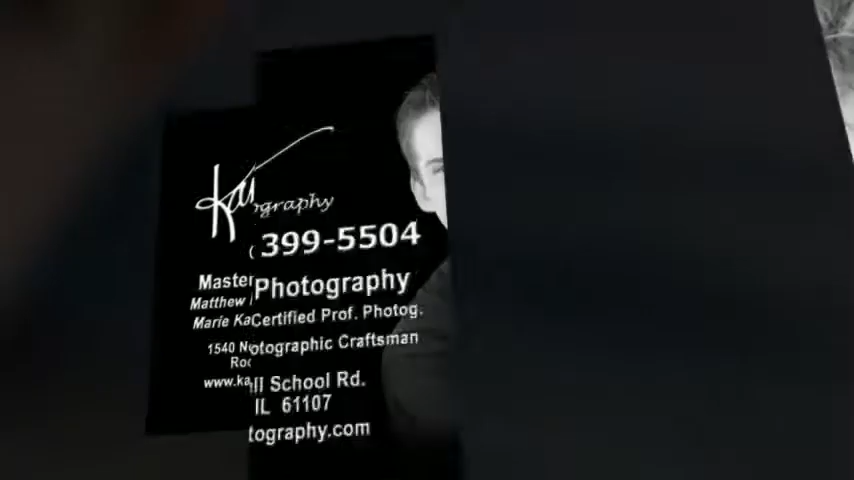 Ka
ography
399-5504
Master Photography
Matthew
Marie Ka Certified Prof. Photog.
1540 N otographic Craftsman
Roc
www.ka ll School Rd.
IL 61107
tography.com